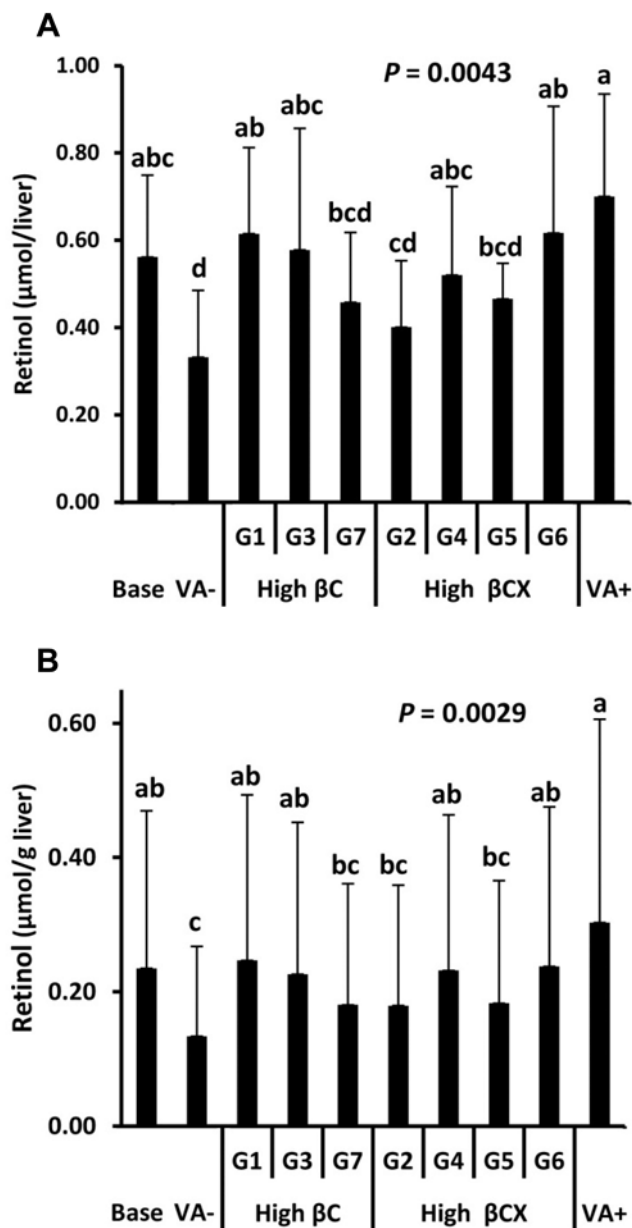 A
1.00
P = 0.0043
a
ab
abc
ab
abc
0.80
abc
bcd
bcd
cd
d
0.60
0.40
0.20
0.00
Retinol (μmol/liver)
G1 G3 G7 G2 G4 G5 G6
Base VA- High βC High βCX VA+
B
0.60
P = 0.0029
a
ab
ab
ab
ab
ab
bc
bc
bc
c
0.40
0.20
0.00
Retinol (μmol/g liver)
G1 G3 G7 G2 G4 G5 G6
Base VA- High βC High βCX VA+